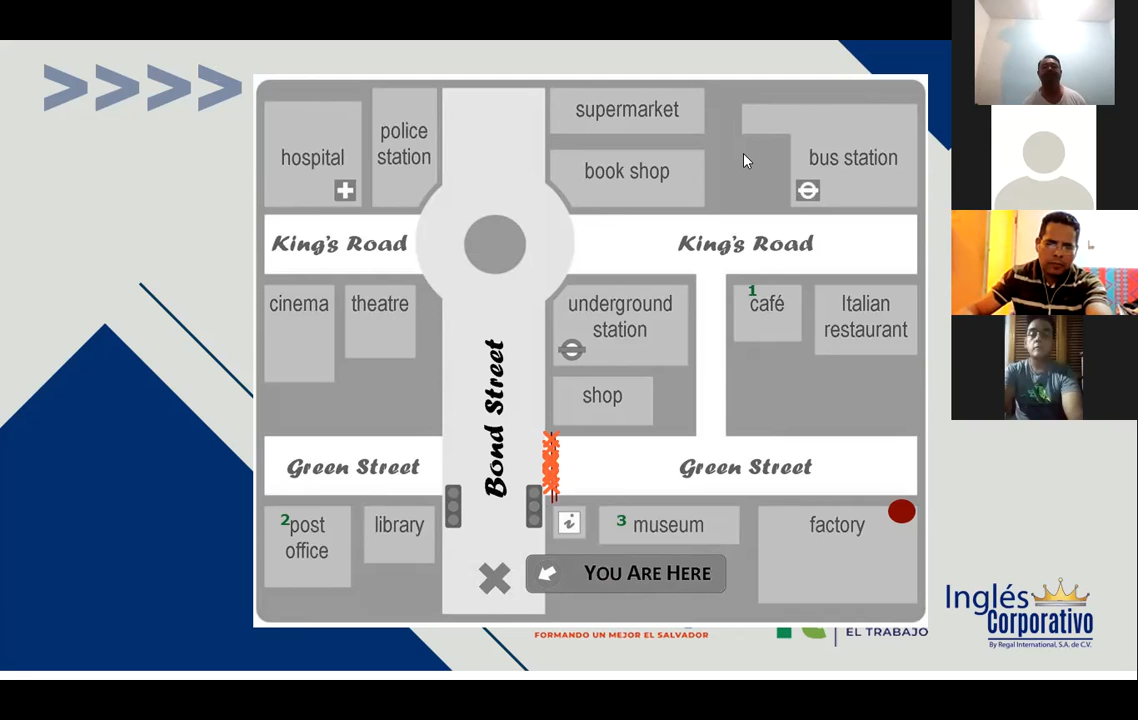 >>>>
hospital
police
station
supermarket
book shop
bus station
King's Road
King's Road
cinema
theatre
underground
station
1
café
Italian
restaurant
shop
Bond Street
Green Street
Green Street
2
post
office
library
i
3 museum
factory
YOU ARE HERE
Inglés
Corporativo
By Regal International, S.A. de C.V.
FORMANDO UN MEJOR EL SALVADOR
EL TRABAJO